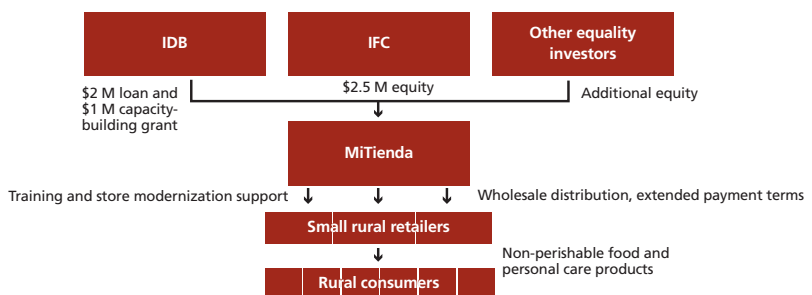 IDB
IFC
Other equality
investors
$2 M loan and
$1 M capacity-
building grant
$2.5 M equity
Additional equity
MiTienda
Training and store modernization support
Wholesale distribution, extended payment terms
Small rural retailers
Non-perishable food and
personal care products
Rural consumers